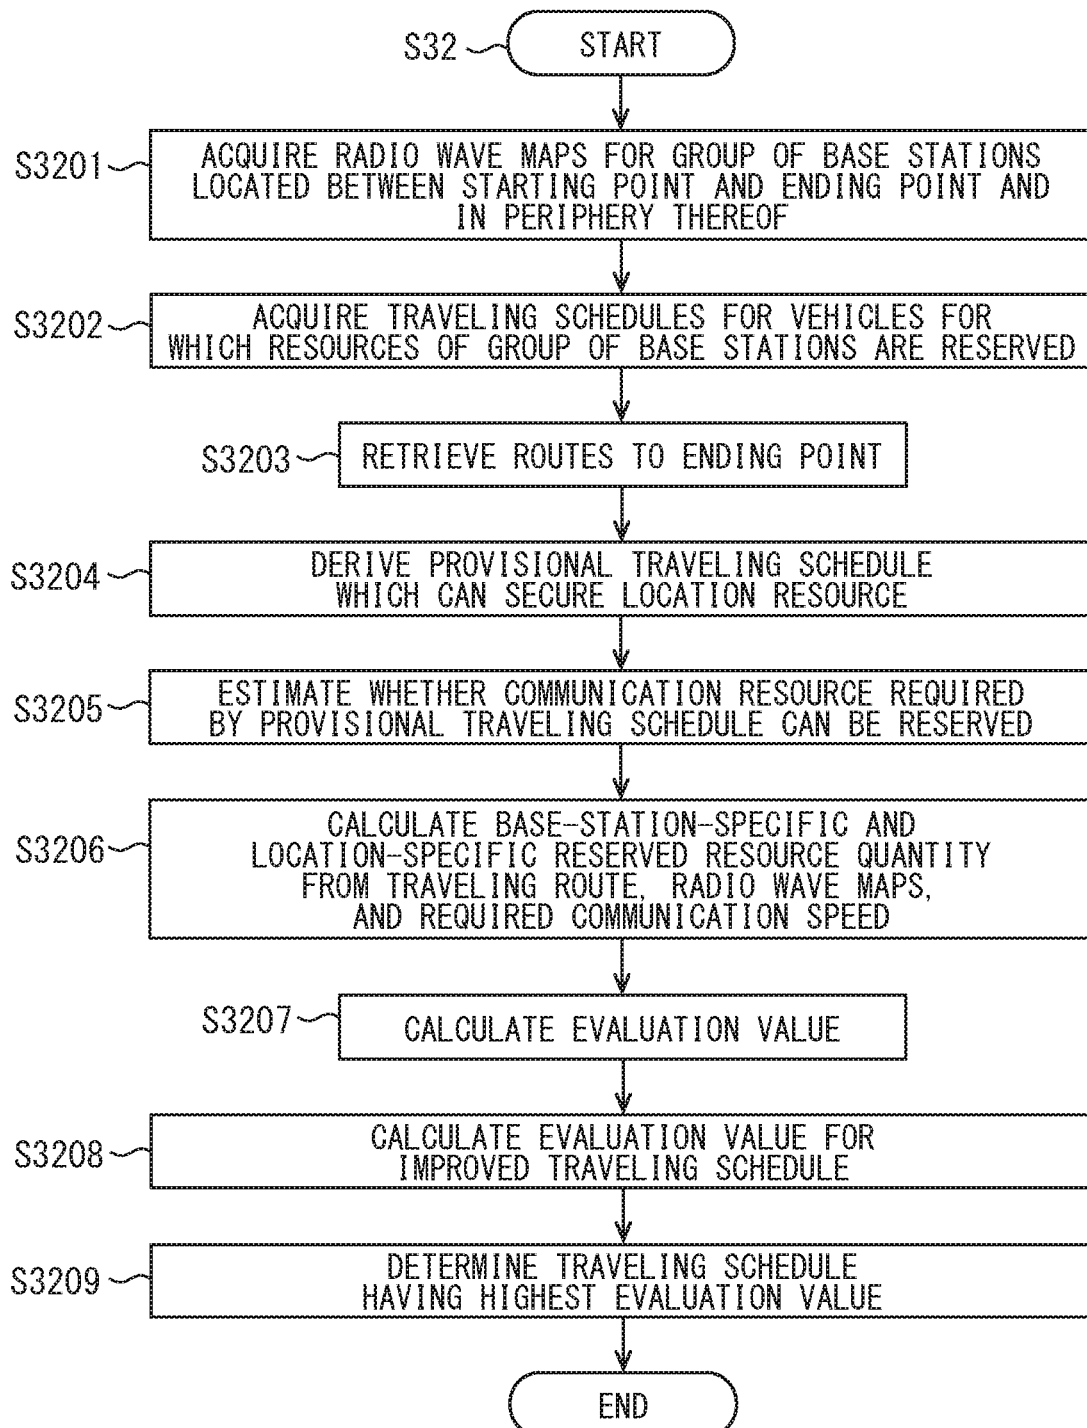 S32
START
S3201
ACQUIRE RADIO WAVE MAPS FOR GROUP OF BASE STATIONS
LOCATED BETWEEN STARTING POINT AND ENDING POINT AND
IN PERIPHERY THEREOF
S3202
ACQUIRE TRAVELING SCHEDULES FOR VEHICLES FOR
WHICH RESOURCES OF GROUP OF BASE STATIONS ARE RESERVED
S3203
RETRIEVE ROUTES TO ENDING POINT
S3204
DERIVE PROVISIONAL TRAVELING SCHEDULE
WHICH CAN SECURE LOCATION RESOURCE
S3205
ESTIMATE WHETHER COMMUNICATION RESOURCE REQUIRED
BY PROVISIONAL TRAVELING SCHEDULE CAN BE RESERVED
S3206
CALCULATE BASE-STATION-SPECIFIC AND
LOCATION-SPECIFIC RESERVED RESOURCE QUANTITY
FROM TRAVELING ROUTE, RADIO WAVE MAPS,
AND REQUIRED COMMUNICATION SPEED
S3207
CALCULATE EVALUATION VALUE
S3208
CALCULATE EVALUATION VALUE FOR
IMPROVED TRAVELING SCHEDULE
S3209
DETERMINE TRAVELING SCHEDULE
HAVING HIGHEST EVALUATION VALUE
END